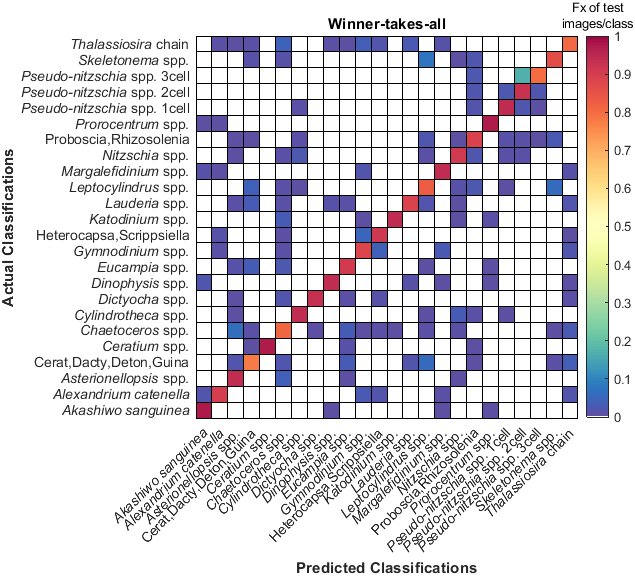 Winner-takes-all
Fx of test
images/class
Thalassiosira chain
Skeletonema spp.
Pseudo-nitzschia spp. 3cell
Pseudo-nitzschia spp. 2cell
Pseudo-nitzschia spp. 1cell
Prorocentrum spp.
Proboscia,Rhizosolenia
Nitzschia spp.
Margalefidinium spp.
Leptocylindrus spp.
Lauderia spp.
Katodinium spp.
Heterocapsa,Scrippsiella
Gymnodinium spp.
Eucampia spp.
Dinophysis spp.
Dictyocha spp.
Cylindrotheca spp.
Chaetoceros spp.
Ceratium spp.
Cerat,Dacty,Deton,Guina
Asterionellopsis spp.
Alexandrium catenella
Akashiwo sanguinea
Actual Classifications
1
0.9
0.8
0.7
0.6
0.5
0.4
0.3
0.2
0.1
0
Akashiwo sanguinea
Alexandrium catenella
Asterionellopsis spp.
Cerat,Dacty,Deton,Guina
Ceratium spp.
Chaetoceros spp.
Cylindrotheca spp.
Dictyocha spp.
Dinophysis spp.
Eucampia spp.
Gymnodinium spp.
Heterocapsa,Scrippsiella
Katodinium spp.
Lauderia spp.
Leptocylindrus spp.
Margalefidinium spp.
Nitzschia spp.
Proboscia,Rhizosolenia
Prorocentrum spp.
Pseudo-nitzschia spp. 1cell
Pseudo-nitzschia spp. 2cell
Pseudo-nitzschia spp. 3cell
Skeletonema spp.
Thalassiosira chain
Predicted Classifications